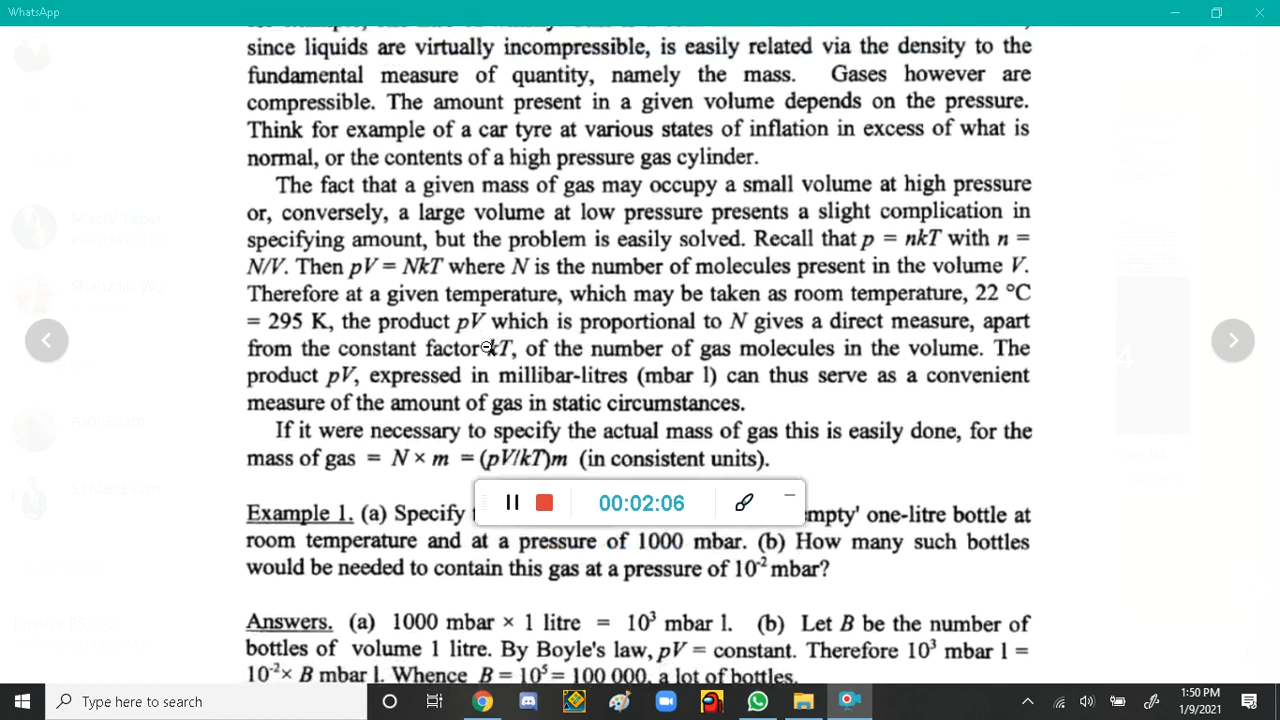 WhatsApp
since liquids are virtually incompressible, is easily related via the density to the
fundamental measure of quantity, namely the mass. Gases however are
compressible. The amount present in a given volume depends on the pressure.
Think for example of a car tyre at various states of inflation in excess of what is
normal, or the contents of a high pressure gas cylinder.
The fact that a given mass of gas may occupy a small volume at high pressure
or, conversely, a large volume at low pressure presents a slight complication in
specifying amount, but the problem is easily solved. Recall that p = nkT with n =
N/V. Then pV = NkT where N is the number of molecules present in the volume V.
Therefore at a given temperature, which may be taken as room temperature, 22 °C
= 295 K, the product pV which is proportional to N gives a direct measure, apart
from the constant factor kT, of the number of gas molecules in the volume. The
product pV, expressed in millibar-litres (mbar l) can thus serve as a convenient
measure of the amount of gas in static circumstances.
If it were necessary to specify the actual mass of gas this is easily done, for the
mass of gas = N × m = (pV/kT)m (in consistent units).
00:02:06
Example 1. (a) Specify mpty' one-litre bottle at
room temperature and at a pressure of 1000 mbar. (b) How many such bottles
would be needed to contain this gas at a pressure of 10⁻² mbar?
Answers. (a) 1000 mbar × 1 litre = 10³ mbar l. (b) Let B be the number of
bottles of volume 1 litre. By Boyle's law, pV = constant. Therefore 10³ mbar l =
10⁻²× B mbar l. Whence B = 10⁵ = 100 000, a lot of bottles.
Type here to search
1:50 PM
1/9/2021